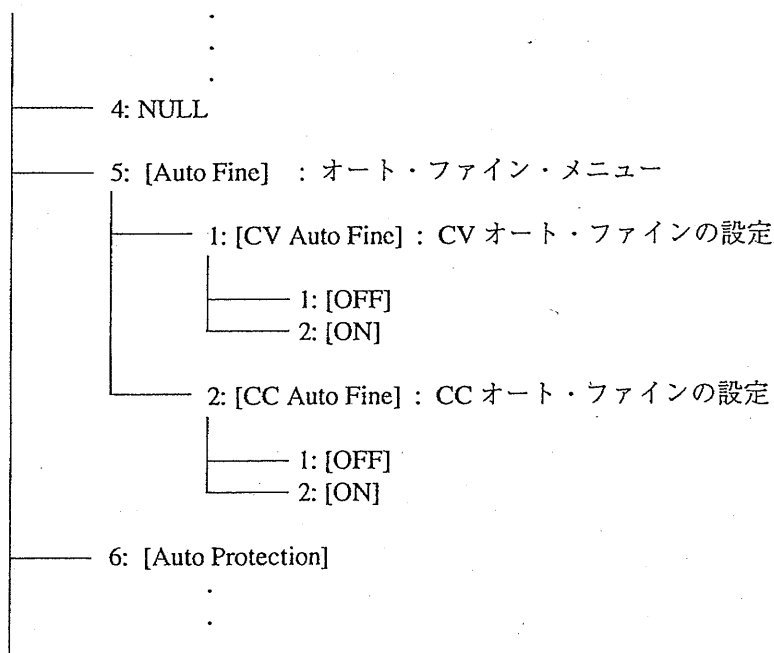 4: NULL
5: [Auto Fine] : オート・ファイン・メニュー
1: [CV Auto Fine] : CV オート・ファインの設定
1: [OFF]
2: [ON]
2: [CC Auto Fine] : CC オート・ファインの設定
1: [OFF]
2: [ON]
6: [Auto Protection]